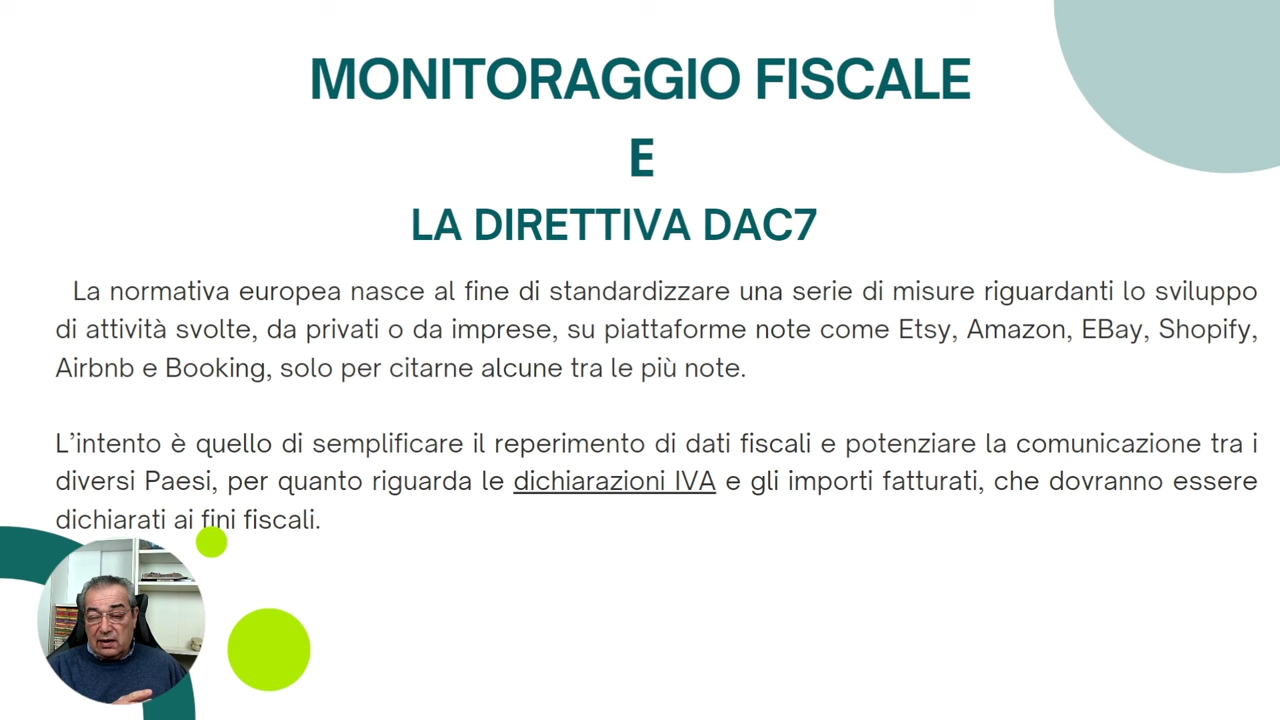 MONITORAGGIO FISCALE
E
LA DIRETTIVA DAC7
La normativa europea nasce al fine di standardizzare una serie di misure riguardanti lo sviluppo
di attività svolte, da privati o da imprese, su piattaforme note come Etsy, Amazon, EBay, Shopify,
Airbnb e Booking, solo per citarne alcune tra le più note.
L’intento è quello di semplificare il reperimento di dati fiscali e potenziare la comunicazione tra i
diversi Paesi, per quanto riguarda le dichiarazioni IVA e gli importi fatturati, che dovranno essere
dichiarati ai fini fiscali.